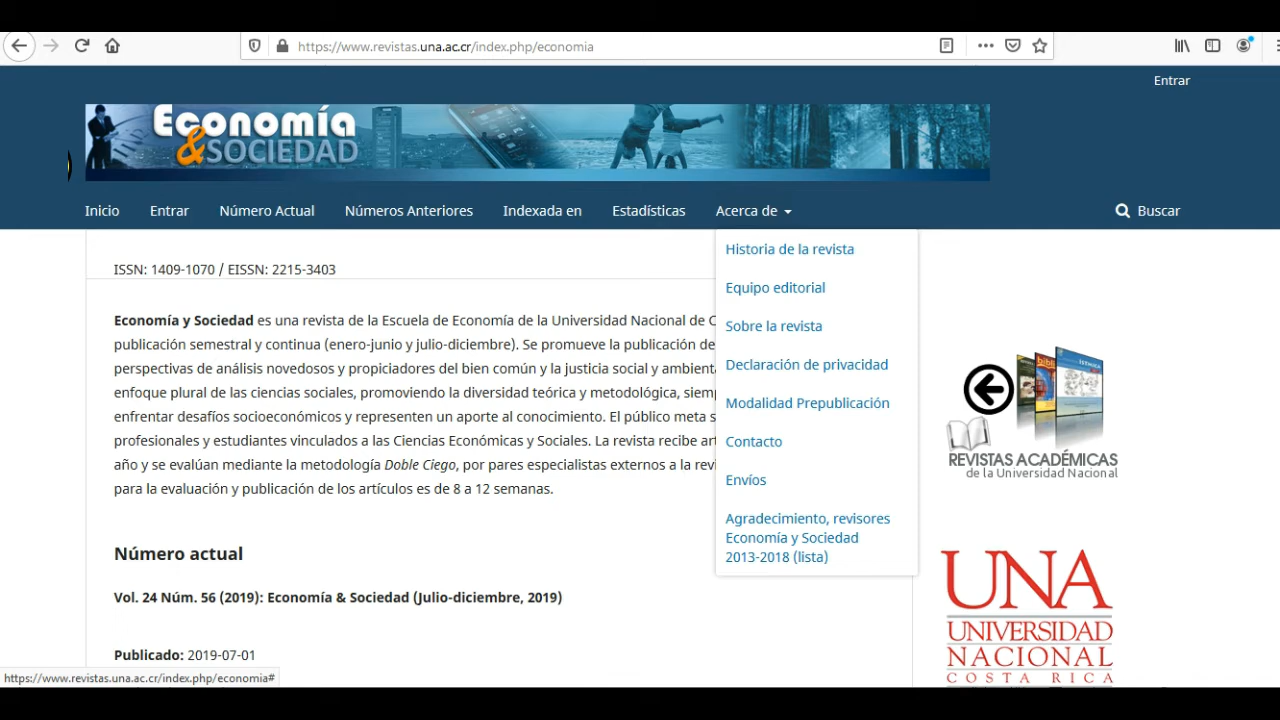 https://www.revistas.una.ac.cr/index.php/economia
Entrar
Economía
& SOCIEDAD
Inicio Entrar Número Actual Números Anteriores Indexada en Estadísticas Acerca de Buscar
Historia de la revista
Equipo editorial
Sobre la revista
Declaración de privacidad
Modalidad Prepublicación
Contacto
Envíos
Agradecimiento, revisores
Economía y Sociedad
2013-2018 (lista)
ISSN: 1409-1070 / EISSN: 2215-3403
Economía y Sociedad es una revista de la Escuela de Economía de la Universidad Nacional de
publicación semestral y continua (enero-junio y julio-diciembre). Se promueve la publicación de
perspectivas de análisis novedosos y propiciadores del bien común y la justicia social y
enfoque plural de las ciencias sociales, promoviendo la diversidad teórica y metodológica,
enfrentar desafíos socioeconómicos y representen un aporte al conocimiento. El público meta
profesionales y estudiantes vinculados a las Ciencias Económicas y Sociales. La revista recibe
año y se evalúan mediante la metodología Doble Ciego, por pares especialistas externos a la
para la evaluación y publicación de los artículos es de 8 a 12 semanas.
Número actual
Vol. 24 Núm. 56 (2019): Economía & Sociedad (Julio-diciembre, 2019)
Publicado: 2019-07-01
REVISTAS ACADÉMICAS
de la Universidad Nacional
UNA
UNIVERSIDAD
NACIONAL
COSTA RICA
https://www.revistas.una.ac.cr/index.php/economia#